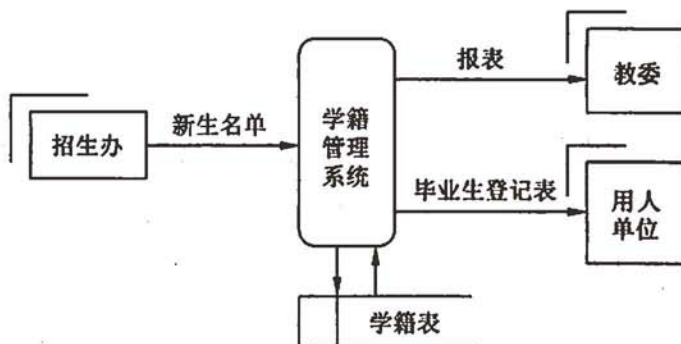 报表
教委
新生名单
招生办
学籍
管理
系统
毕业生登记表
用人
单位
学籍表